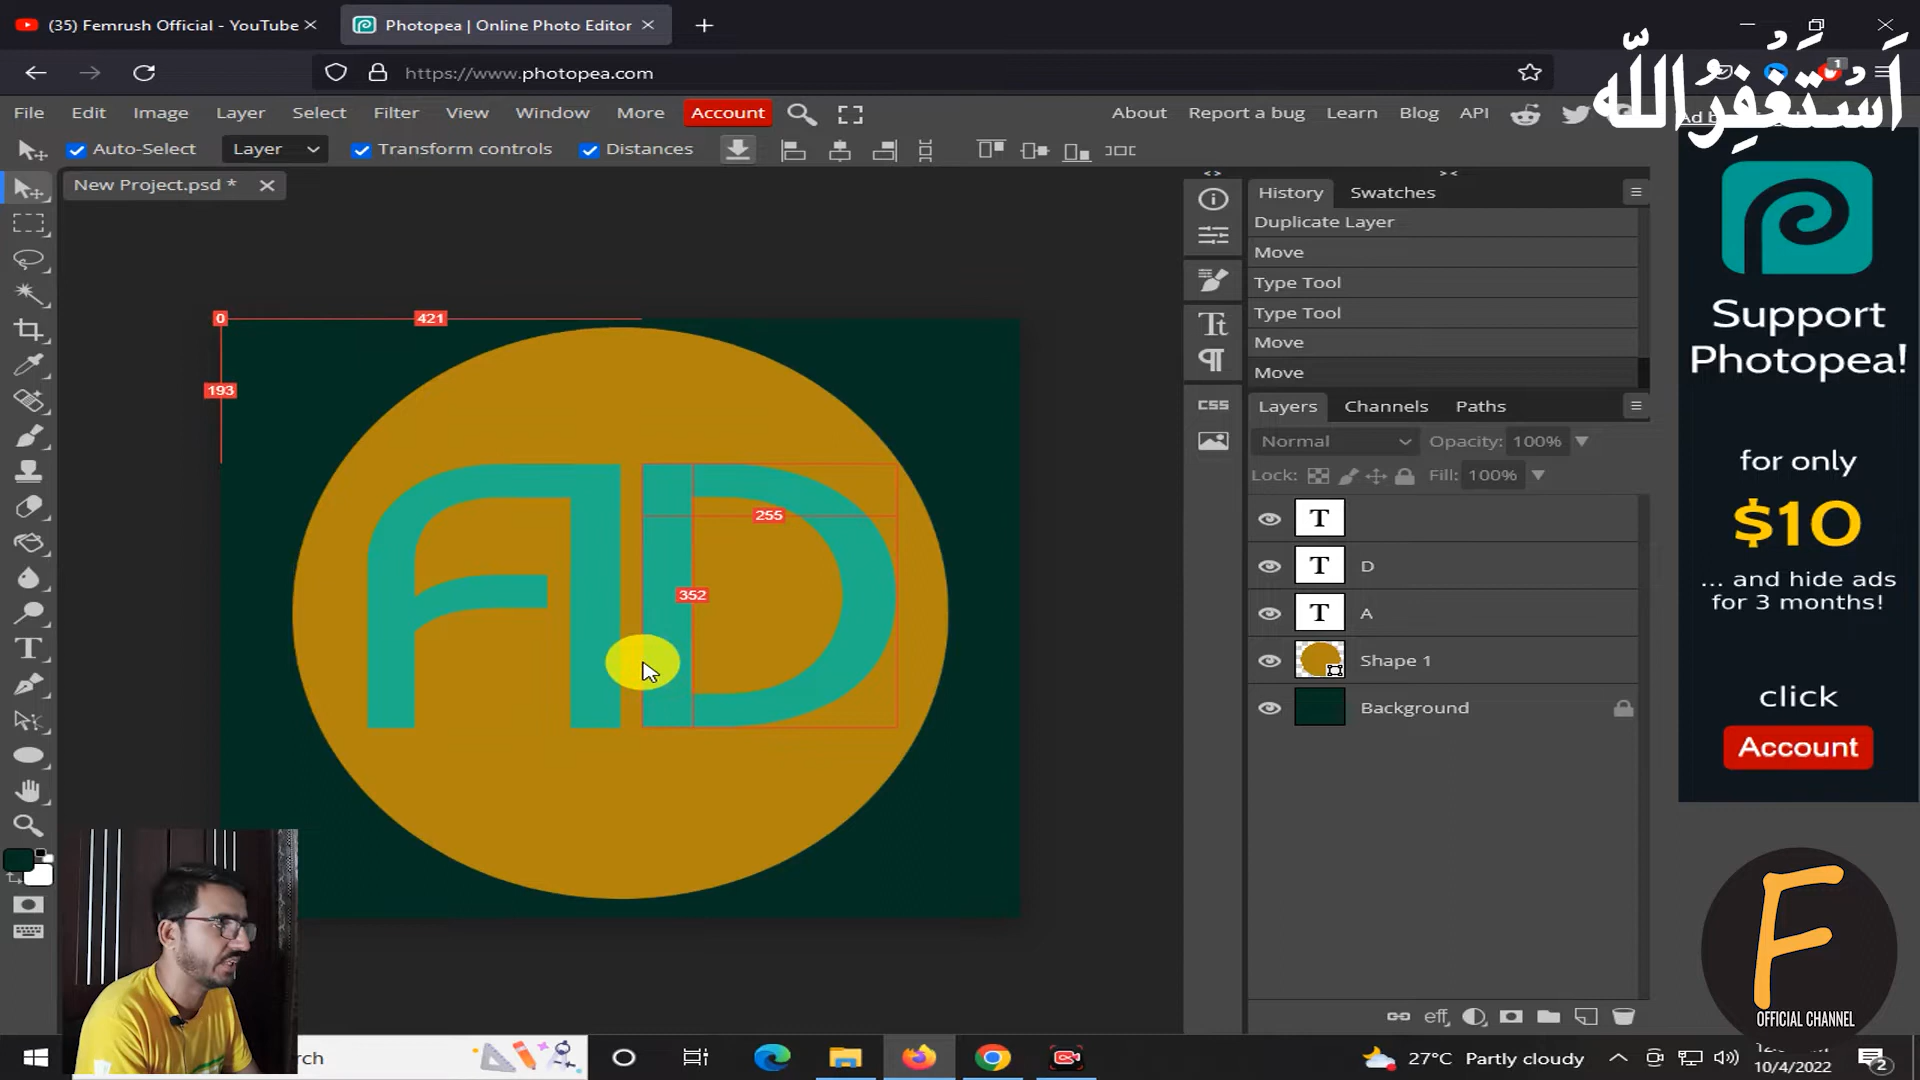 (35) Femrush Official - YouTube
Photopea | Online Photo Editor
https://www.photopea.com
1
اَسْتَغْفِرُاللّٰه
File Edit Image Layer Select Filter View Window More Account
About Report a bug Learn Blog API
Auto-Select Layer Transform controls Distances
New Project.psd *
History Swatches
Duplicate Layer
Move
Type Tool
Type Tool
Move
Move
CSS
Layers Channels Paths
Normal Opacity: 100%
Lock: Fill: 100%
T
T D
T A
Shape 1
Background
eff
0 421
193
255
352
AD
Support
Photopea!
for only
$10
... and hide ads
for 3 months!
click
Account
F
OFFICIAL CHANNEL
27°C Partly cloudy
10/4/2022
2